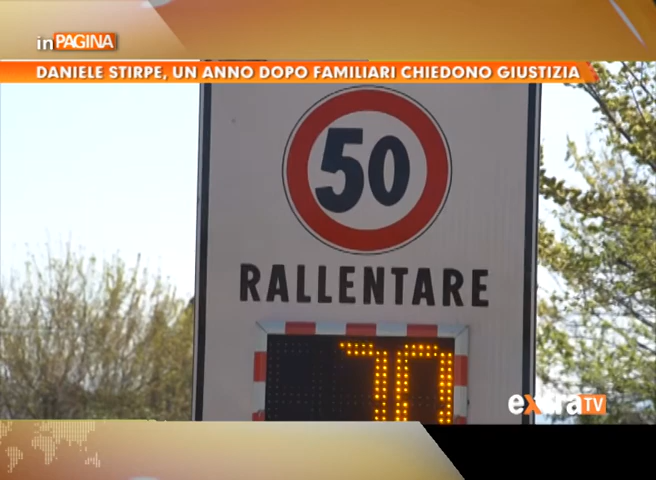 inPAGINA
DANIELE STIRPE, UN ANNO DOPO FAMILIARI CHIEDONO GIUSTIZIA
50
RALLENTARE
70
extraTV